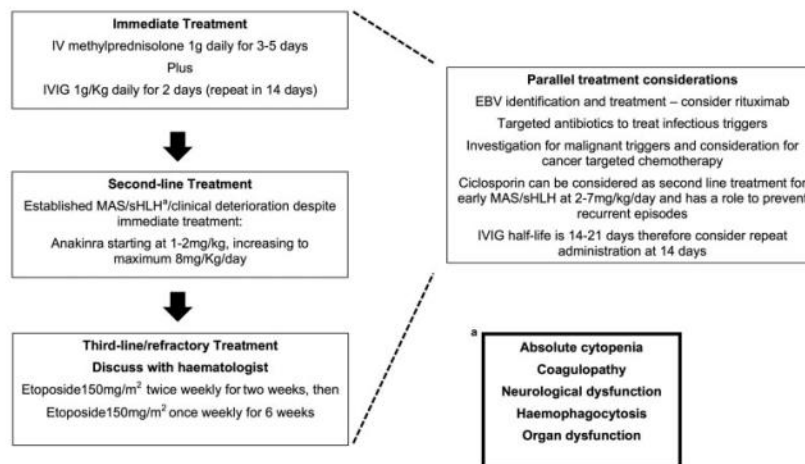 Immediate Treatment
IV methylprednisolone 1g daily for 3-5 days
Plus
IVIG 1g/Kg daily for 2 days (repeat in 14 days)
Second-line Treatment
Established MAS/sHLHª/clinical deterioration despite
immediate treatment:
Anakinra starting at 1-2mg/kg, increasing to
maximum 8mg/Kg/day
Third-line/refractory Treatment
Discuss with haematologist
Etoposide150mg/m² twice weekly for two weeks, then
Etoposide150mg/m² once weekly for 6 weeks
Parallel treatment considerations
EBV identification and treatment – consider rituximab
Targeted antibiotics to treat infectious triggers
Investigation for malignant triggers and consideration for
cancer targeted chemotherapy
Ciclosporin can be considered as second line treatment for
early MAS/sHLH at 2-7mg/kg/day and has a role to prevent
recurrent episodes
IVIG half-life is 14-21 days therefore consider repeat
administration at 14 days
a
Absolute cytopenia
Coagulopathy
Neurological dysfunction
Haemophagocytosis
Organ dysfunction